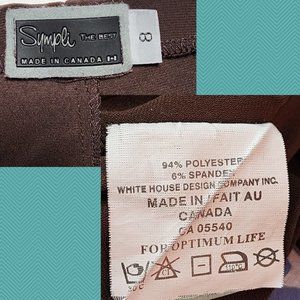 Sympli THE BEST
MADE IN CANADA
8
94% POLYESTER
6% SPANDEX
WHITE HOUSE DESIGN COMPANY INC.
MADE IN / FAIT AU
CANADA
CA 05540
FOR OPTIMUM LIFE